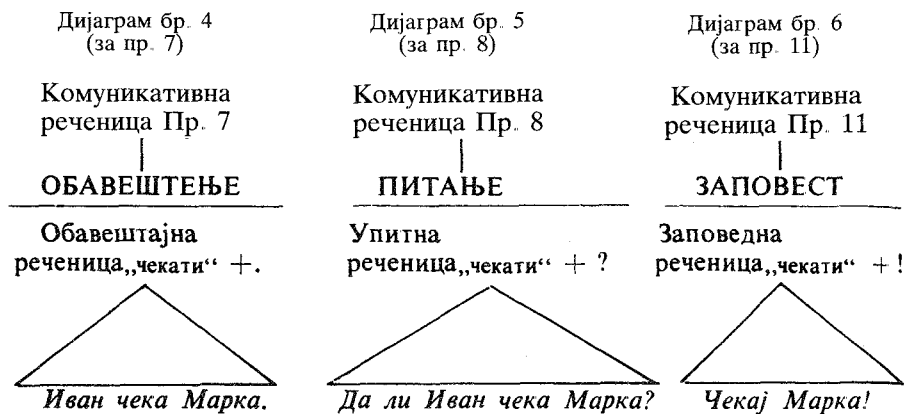 Дијаграм бр. 4
(за пр. 7)
Комуникативна
реченица Пр. 7
ОБАВЕШТЕЊЕ
Обавештајна
реченица„чекати“ +.
Иван чека Марка.
Дијаграм бр. 5
(за пр. 8)
Комуникативна
реченица Пр. 8
ПИТАЊЕ
Упитна
реченица„чекати“ + ?
Да ли Иван чека Марка?
Дијаграм бр. 6
(за пр. 11)
Комуникативна
реченица Пр. 11
ЗАПОВЕСТ
Заповедна
реченица„чекати“ + !
Чекај Марка!